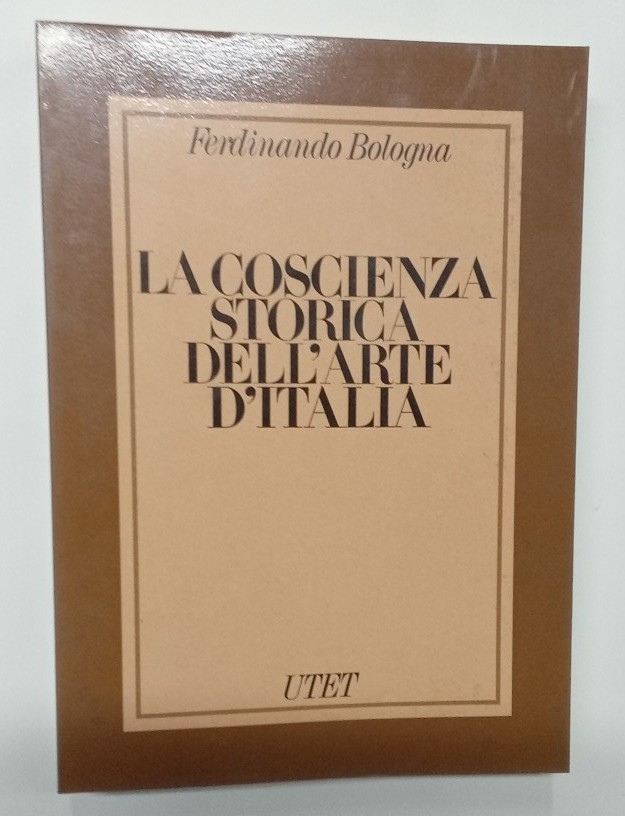 Ferdinando Bologna
LA COSCIENZA
STORICA
DELL'ARTE
D'ITALIA
UTET